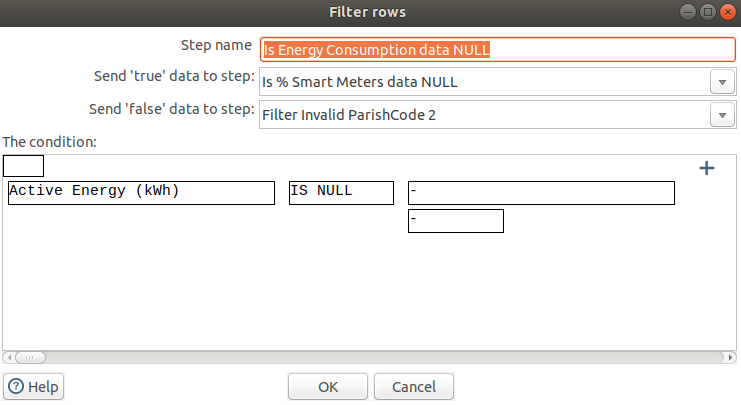 Filter rows
Step name Is Energy Consumption data NULL
Send 'true' data to step: Is % Smart Meters data NULL
Send 'false' data to step: Filter Invalid ParishCode 2
The condition:
+
Active Energy (kWh) IS NULL -
-
? Help OK Cancel